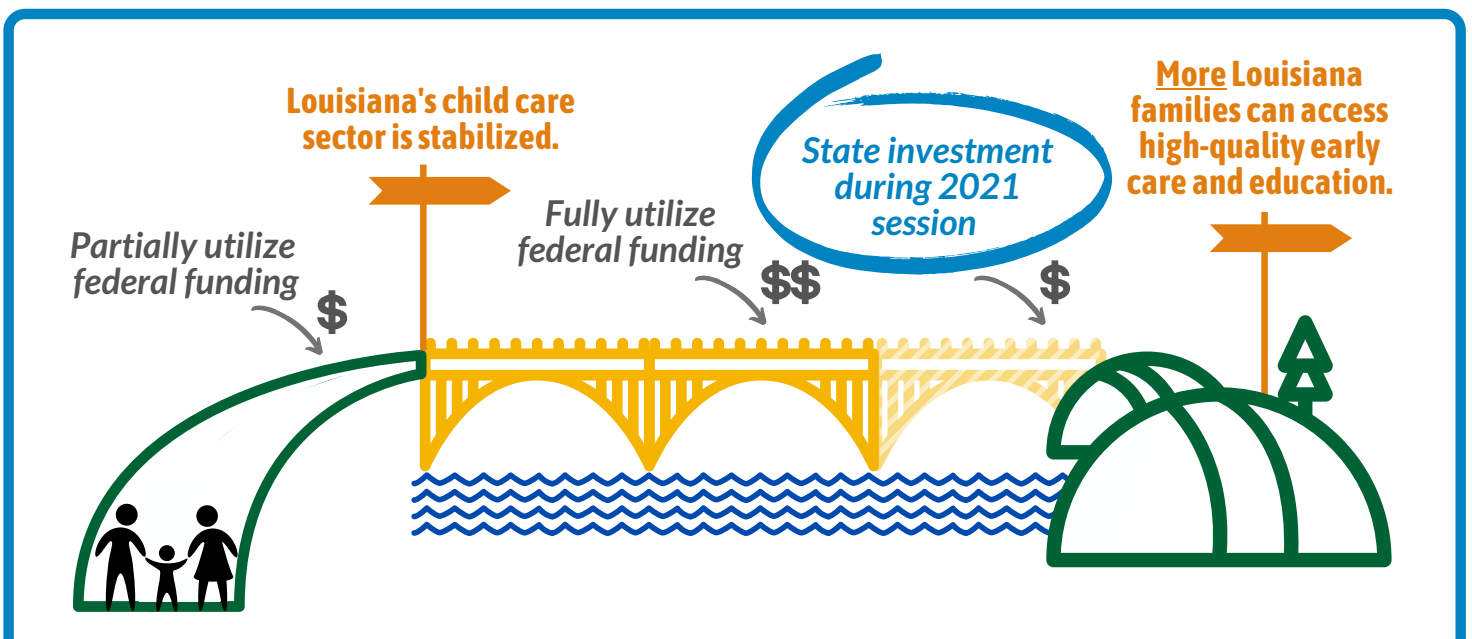 Louisiana's child care
sector is stabilized.
Partially utilize
federal funding
$
Fully utilize
federal funding
$$
State investment
during 2021
session
$
More Louisiana
families can access
high-quality early
care and education.